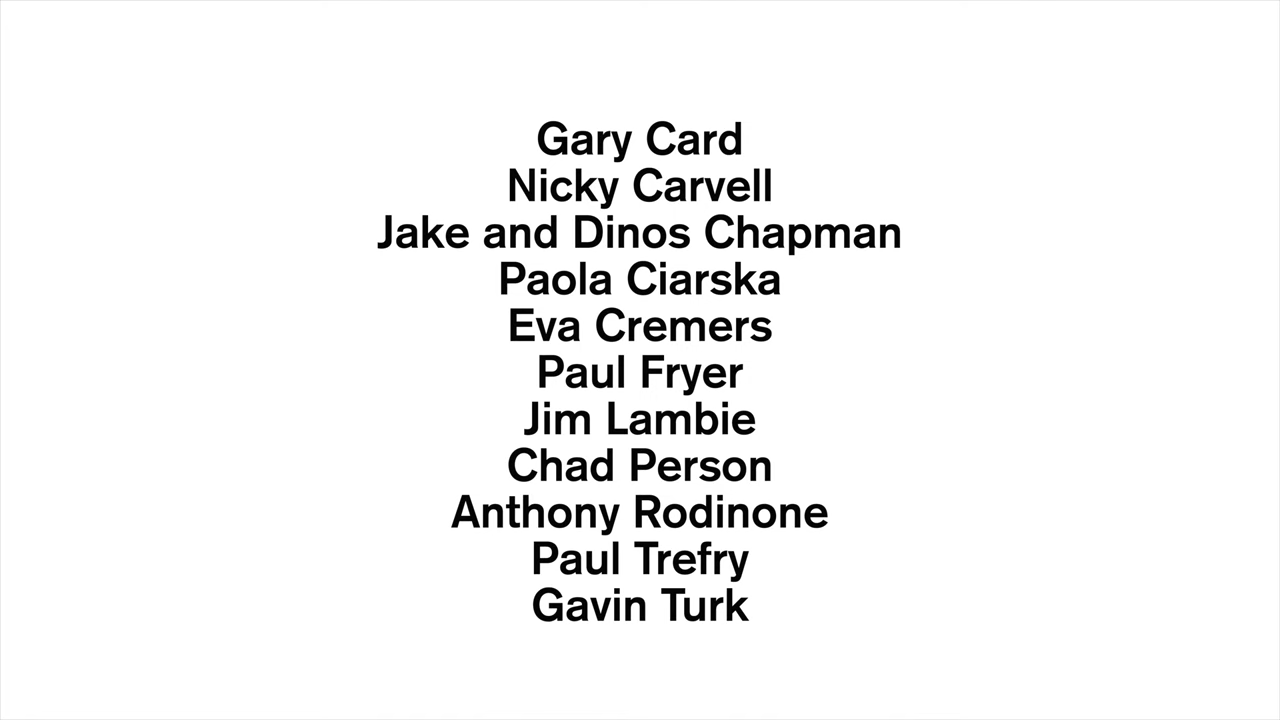 Gary Card
Nicky Carvell
Jake and Dinos Chapman
Paola Ciarska
Eva Cremers
Paul Fryer
Jim Lambie
Chad Person
Anthony Rodinone
Paul Trefry
Gavin Turk